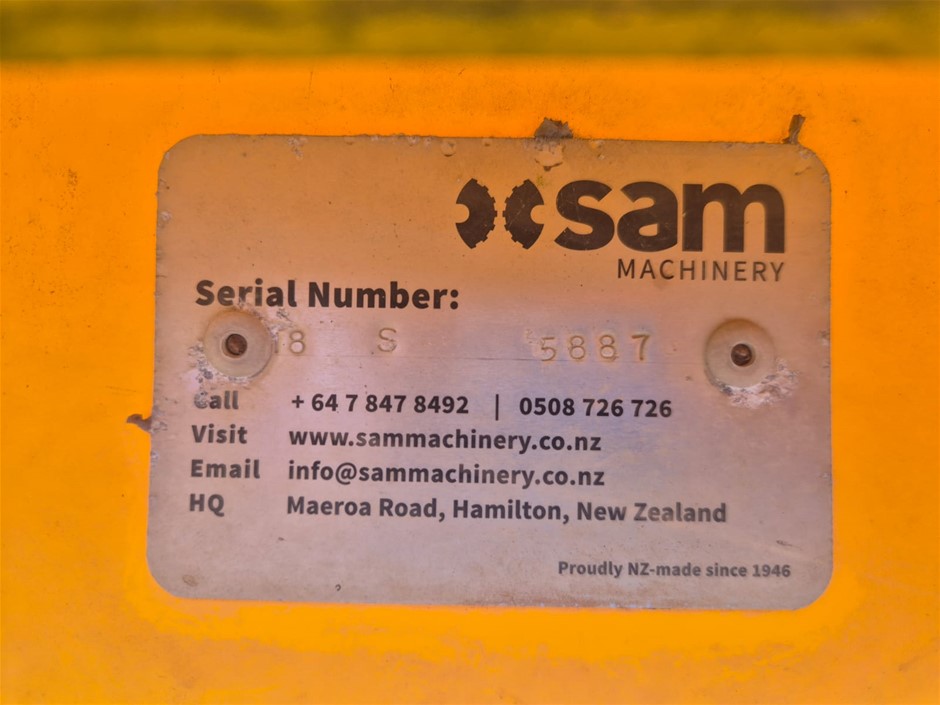 sam
MACHINERY
Serial Number:
8 S 5887
Call + 64 7 847 8492 | 0508 726 726
Visit www.sammachinery.co.nz
Email info@sammachinery.co.nz
HQ Maeroa Road, Hamilton, New Zealand
Proudly NZ-made since 1946